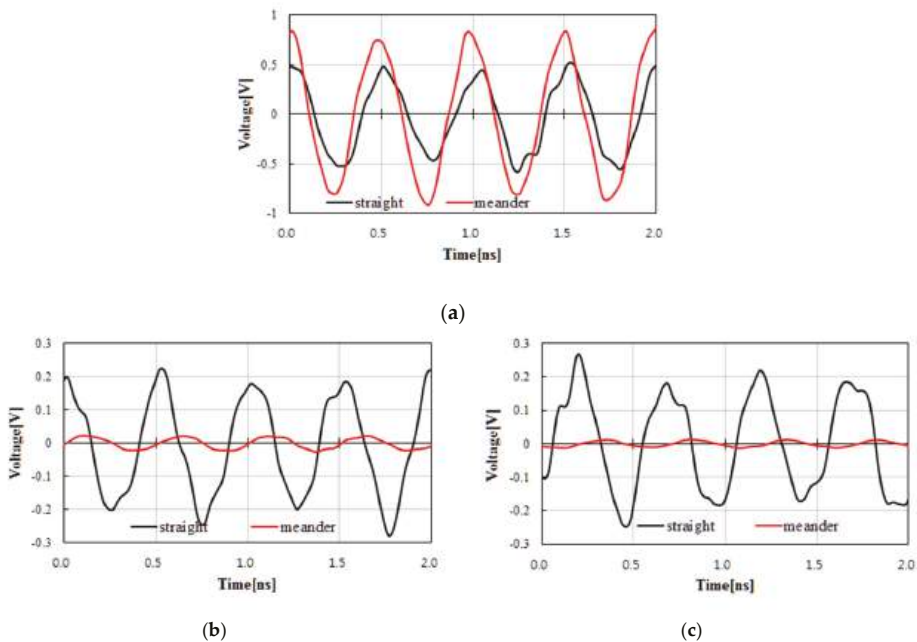 1
0.5
0
-0.5
-1
Voltage[V]
straight meander
0.0 0.5 1.0 1.5 2.0
Time[ns]
(a)
0.3
0.2
0.1
0
-0.1
-0.2
-0.3
Voltage[V]
straight meander
0.0 0.5 1.0 1.5 2.0
Time[ns]
(b)
0.3
0.2
0.1
0
-0.1
-0.2
-0.3
Voltage[V]
straight meander
0.0 0.5 1.0 1.5 2.0
Time[ns]
(c)